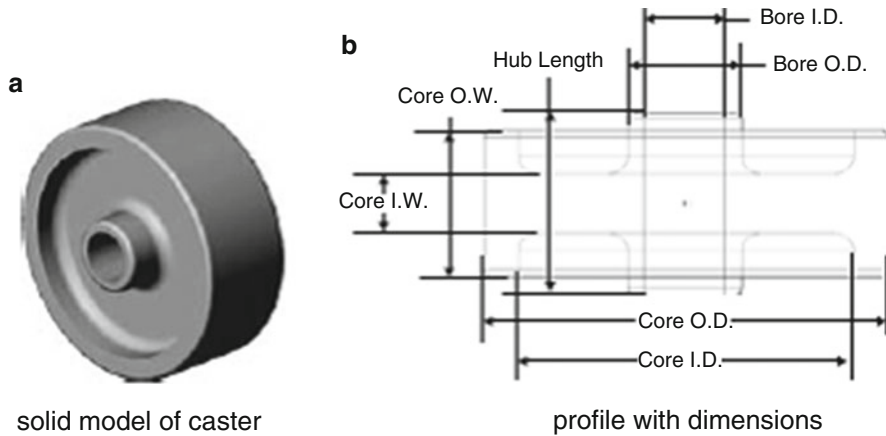 a
solid model of caster
b
Bore I.D.
Hub Length
Bore O.D.
Core O.W.
Core I.W.
Core O.D.
Core I.D.
profile with dimensions